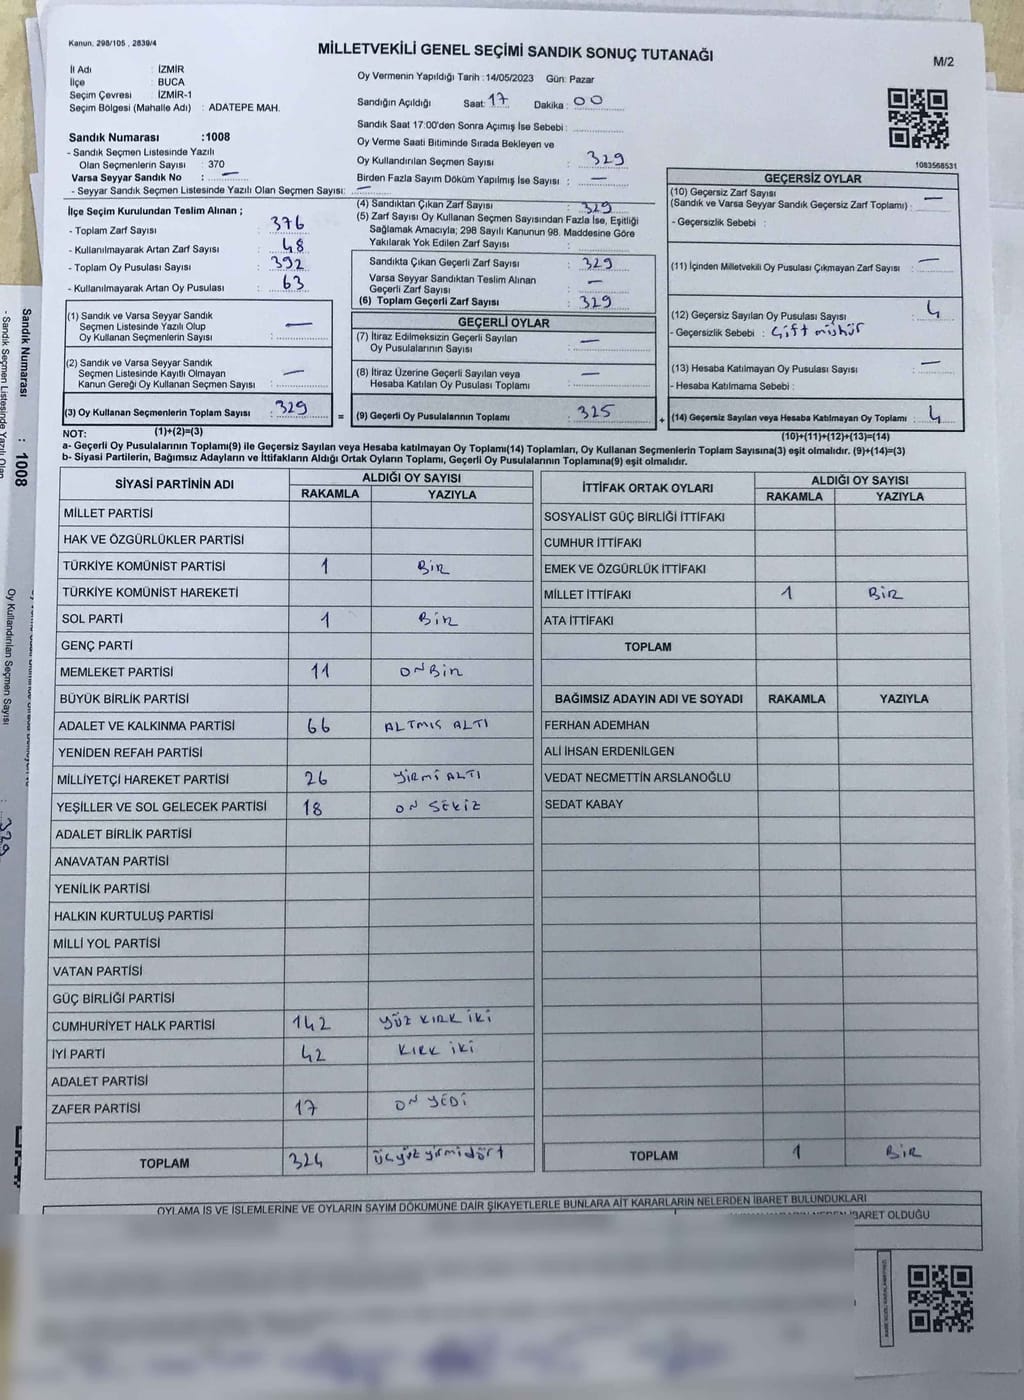 Kanun. 298/105 , 2839/4
MİLLETVEKİLİ GENEL SEÇİMİ SANDIK SONUÇ TUTANAĞI
M/2
İl Adı : İZMİR
İlçe : BUCA
Seçim Çevresi : İZMİR-1
Seçim Bölgesi (Mahalle Adı) : ADATEPE MAH.
Oy Vermenin Yapıldığı Tarih :14/05/2023 Gün: Pazar
Sandığın Açıldığı Saat: 17 Dakika : 00
Sandık Saat 17:00'den Sonra Açımış İse Sebebi :
Sandık Numarası :1008
- Sandık Seçmen Listesinde Yazılı
Olan Seçmenlerin Sayısı : 370
Varsa Seyyar Sandık No : —
- Seyyar Sandık Seçmen Listesinde Yazılı Olan Seçmen Sayısı: —
Oy Verme Saati Bitiminde Sırada Bekleyen ve
Oy Kullandırılan Seçmen Sayısı : 329
Birden Fazla Sayım Döküm Yapılmış İse Sayısı : —
1083568531
İlçe Seçim Kurulundan Teslim Alınan ;
- Toplam Zarf Sayısı : 376
- Kullanılmayarak Artan Zarf Sayısı : 48
- Toplam Oy Pusulası Sayısı : 392
- Kullanılmayarak Artan Oy Pusulası : 63
(4) Sandıktan Çıkan Zarf Sayısı : 329
(5) Zarf Sayısı Oy Kullanan Seçmen Sayısından Fazla İse, Eşitliği
Sağlamak Amacıyla; 298 Sayılı Kanunun 98. Maddesine Göre
Yakılarak Yok Edilen Zarf Sayısı :
Sandıkta Çıkan Geçerli Zarf Sayısı : 329
Varsa Seyyar Sandıktan Teslim Alınan
Geçerli Zarf Sayısı : —
(6) Toplam Geçerli Zarf Sayısı : 329
GEÇERSİZ OYLAR
(10) Geçersiz Zarf Sayısı
(Sandık ve Varsa Seyyar Sandık Geçersiz Zarf Toplamı) : —
- Geçersizlik Sebebi :
(11) İçinden Milletvekili Oy Pusulası Çıkmayan Zarf Sayısı : —
(12) Geçersiz Sayılan Oy Pusulası Sayısı : 4
- Geçersizlik Sebebi : Çift mühür
(13) Hesaba Katılmayan Oy Pusulası Sayısı : —
- Hesaba Katılmama Sebebi :
(14) Geçersiz Sayılan veya Hesaba Katılmayan Oy Toplamı : 4
(10)+(11)+(12)+(13)=(14)
(1) Sandık ve Varsa Seyyar Sandık
Seçmen Listesinde Yazılı Olup
Oy Kullanan Seçmenlerin Sayısı : —
(2) Sandık ve Varsa Seyyar Sandık
Seçmen Listesinde Kayıtlı Olmayan
Kanun Gereği Oy Kullanan Seçmen Sayısı : —
(3) Oy Kullanan Seçmenlerin Toplam Sayısı : 329
(1)+(2)=(3)
GEÇERLİ OYLAR
(7) İtiraz Edilmeksizin Geçerli Sayılan
Oy Pusulalarının Sayısı : —
(8) İtiraz Üzerine Geçerli Sayılan veya
Hesaba Katılan Oy Pusulası Toplamı : —
= (9) Geçerli Oy Pusulalarının Toplamı : 325 +
NOT:
a- Geçerli Oy Pusulalarının Toplamı(9) ile Geçersiz Sayılan veya Hesaba katılmayan Oy Toplamı(14) Toplamları, Oy Kullanan Seçmenlerin Toplam Sayısına(3) eşit olmalıdır. (9)+(14)=(3)
b- Siyasi Partilerin, Bağımsız Adayların ve İttifakların Aldığı Ortak Oyların Toplamı, Geçerli Oy Pusulalarının Toplamına(9) eşit olmalıdır.
SİYASİ PARTİNİN ADI ALDIĞI OY SAYISI
RAKAMLA YAZIYLA
MİLLET PARTİSİ
HAK VE ÖZGÜRLÜKLER PARTİSİ
TÜRKİYE KOMÜNİST PARTİSİ 1 BİR
TÜRKİYE KOMÜNİST HAREKETİ
SOL PARTİ 1 BİR
GENÇ PARTİ
MEMLEKET PARTİSİ 11 ONBİR
BÜYÜK BİRLİK PARTİSİ
ADALET VE KALKINMA PARTİSİ 66 ALTMIŞ ALTI
YENİDEN REFAH PARTİSİ
MİLLİYETÇİ HAREKET PARTİSİ 26 YİRMİ ALTI
YEŞİLLER VE SOL GELECEK PARTİSİ 18 ON SEKİZ
ADALET BİRLİK PARTİSİ
ANAVATAN PARTİSİ
YENİLİK PARTİSİ
HALKIN KURTULUŞ PARTİSİ
MİLLİ YOL PARTİSİ
VATAN PARTİSİ
GÜÇ BİRLİĞİ PARTİSİ
CUMHURİYET HALK PARTİSİ 142 YÜZ KIRK İKİ
İYİ PARTİ 42 KIRK İKİ
ADALET PARTİSİ
ZAFER PARTİSİ 17 ON YEDİ
TOPLAM 324 üçyüz yirmidört
İTTİFAK ORTAK OYLARI ALDIĞI OY SAYISI
RAKAMLA YAZIYLA
SOSYALİST GÜÇ BİRLİĞİ İTTİFAKI
CUMHUR İTTİFAKI
EMEK VE ÖZGÜRLÜK İTTİFAKI
MİLLET İTTİFAKI 1 BİR
ATA İTTİFAKI
TOPLAM
BAĞIMSIZ ADAYIN ADI VE SOYADI RAKAMLA YAZIYLA
FERHAN ADEMHAN
ALİ İHSAN ERDENİLGEN
VEDAT NECMETTİN ARSLANOĞLU
SEDAT KABAY
TOPLAM 1 BİR
OYLAMA İŞ VE İŞLEMLERİNE VE OYLARIN SAYIM DÖKÜMÜNE DAİR ŞİKAYETLERLE BUNLARA AİT KARARLARIN NELERDEN İBARET BULUNDUKLARI
İBARET OLDUĞU
Sandık Numarası : 1008
- Sandık Seçmen Listesinde Yazılı Olan
Oy Kullandırılan Seçmen Sayısı : 329